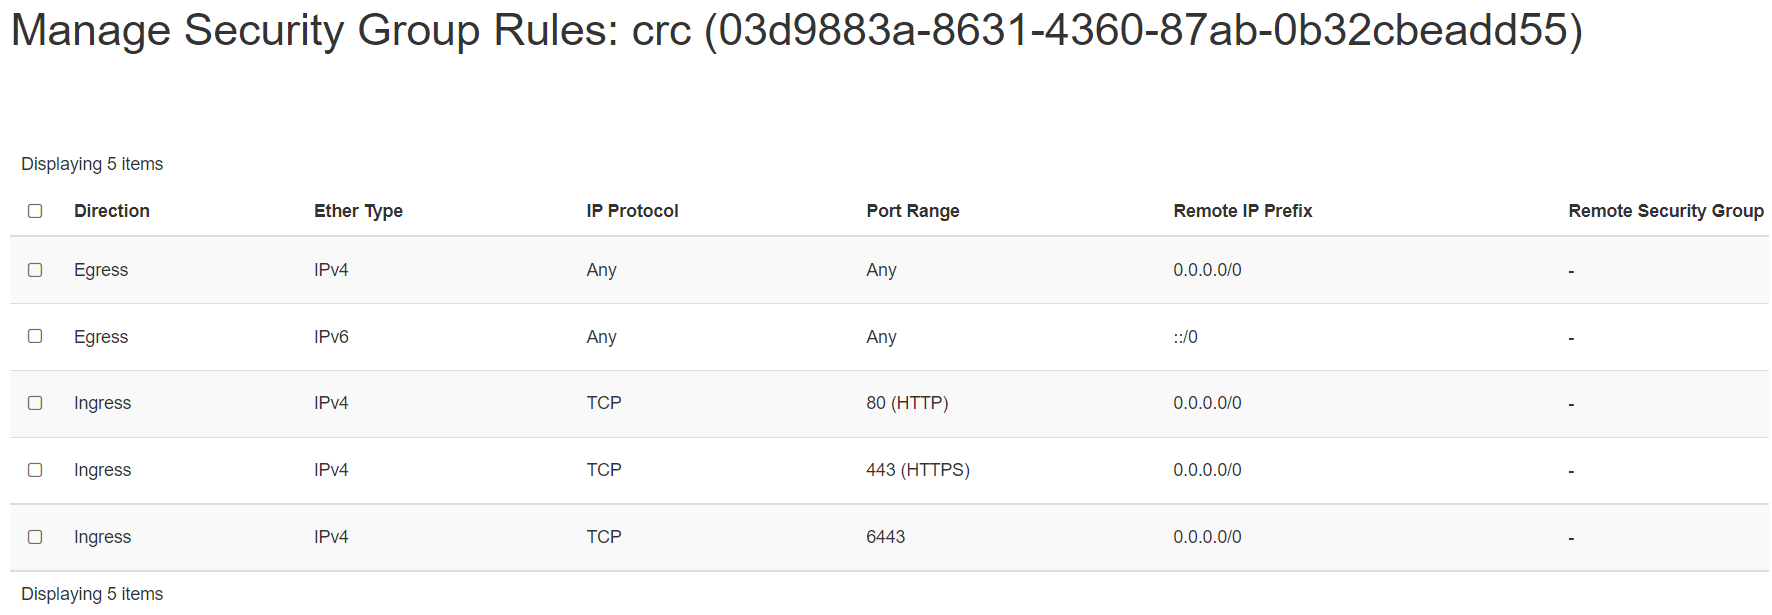 Manage Security Group Rules: crc (03d9883a-8631-4360-87ab-0b32cbeadd55)
Displaying 5 items
Direction Ether Type IP Protocol Port Range Remote IP Prefix Remote Security Group
Egress IPv4 Any Any 0.0.0.0/0 -
Egress IPv6 Any Any ::/0 -
Ingress IPv4 TCP 80 (HTTP) 0.0.0.0/0 -
Ingress IPv4 TCP 443 (HTTPS) 0.0.0.0/0 -
Ingress IPv4 TCP 6443 0.0.0.0/0 -
Displaying 5 items